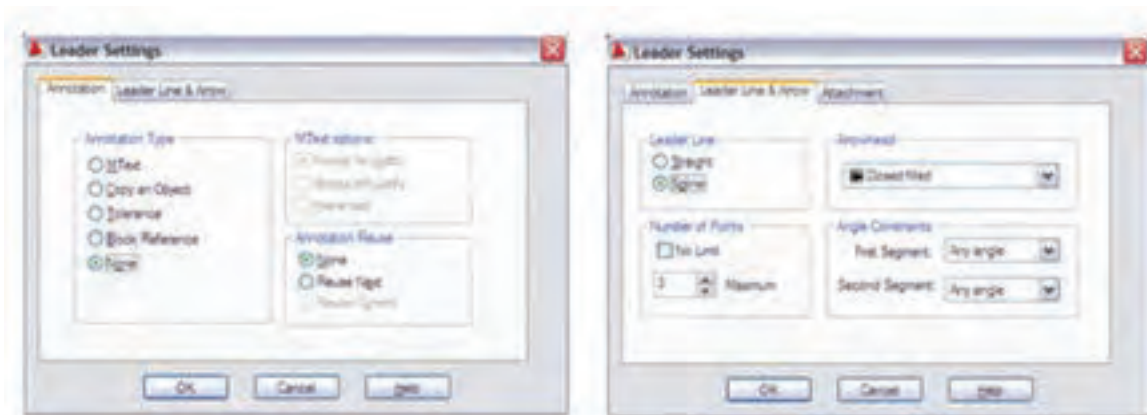 Leader Settings
Annotation Leader Line & Arrow
Annotation Type
MText
Copy an Object
Tolerance
Block Reference
None
MText options:
Annotation Reuse
None
Reuse Next
Reuse Current
OK Cancel Help
Leader Settings
Annotation Leader Line & Arrow Attachment
Leader Line
Straight
Spline
Arrowhead
Closed filled
Number of Points
No Limit
3 Maximum
Angle Constraints
First Segment: Any angle
Second Segment: Any angle
OK Cancel Help